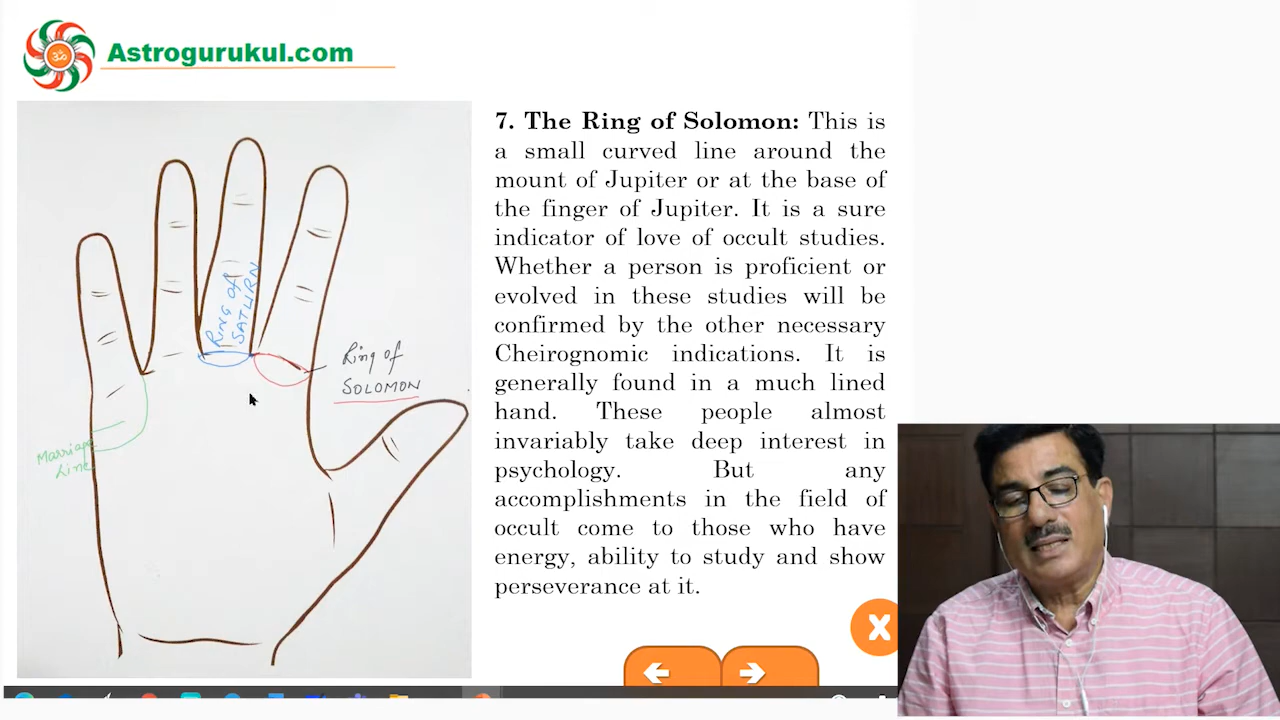 Astrogurukul.com
7. The Ring of Solomon: This is
a small curved line around the
mount of Jupiter or at the base of
the finger of Jupiter. It is a sure
indicator of love of occult studies.
Whether a person is proficient or
evolved in these studies will be
confirmed by the other necessary
Cheirognomic indications. It is
generally found in a much lined
hand. These people almost
invariably take deep interest in
psychology. But any
accomplishments in the field of
occult come to those who have
energy, ability to study and show
perseverance at it.
RING OF
SATURN
Ring of
SOLOMON
Marriage
Line
ॐ
X